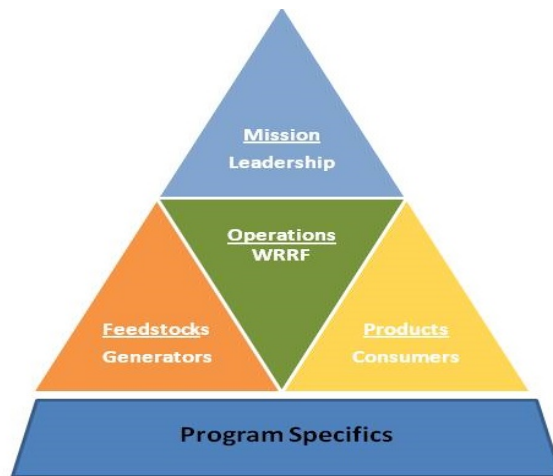 Mission
Leadership
Operations
WRRF
Feedstocks
Generators
Products
Consumers
Program Specifics